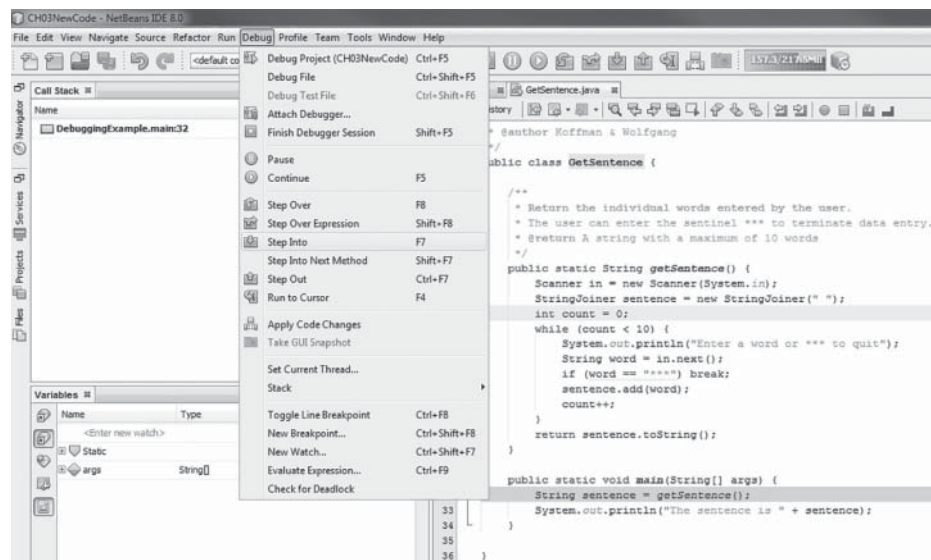 CH03NewCode - NetBeans IDE 8.0
File Edit View Navigate Source Refactor Run Debug Profile Team Tools Window Help
<default co
157.3/217.5MB
Navigator
Services
Projects
Files
Call Stack
Name
DebuggingExample.main:32
Variables
Name Type
<Enter new watch>
Static
args String[]
Debug Project (CH03NewCode) Ctrl+F5
Debug File Ctrl+Shift+F5
Debug Test File Ctrl+Shift+F6
Attach Debugger...
Finish Debugger Session Shift+F5
Pause
Continue F5
Step Over F8
Step Over Expression Shift+F8
Step Into F7
Step Into Next Method Shift+F7
Step Out Ctrl+F7
Run to Cursor F4
Apply Code Changes
Take GUI Snapshot
Set Current Thread...
Stack
Toggle Line Breakpoint Ctrl+F8
New Breakpoint... Ctrl+Shift+F8
New Watch... Ctrl+Shift+F7
Evaluate Expression... Ctrl+F9
Check for Deadlock
GetSentence.java
istory
* @author Koffman & Wolfgang
*/
ublic class GetSentence {
/**
* Return the individual words entered by the user.
* The user can enter the sentinel *** to terminate data entry.
* @return A string with a maximum of 10 words
*/
public static String getSentence() {
Scanner in = new Scanner(System.in);
StringJoiner sentence = new StringJoiner(" ");
int count = 0;
while (count < 10) {
System.out.println("Enter a word or *** to quit");
String word = in.next();
if (word == "***") break;
sentence.add(word);
count++;
}
return sentence.toString();
}
public static void main(String[] args) {
String sentence = getSentence();
33 System.out.println("The sentence is " + sentence);
34 }
35
36 }